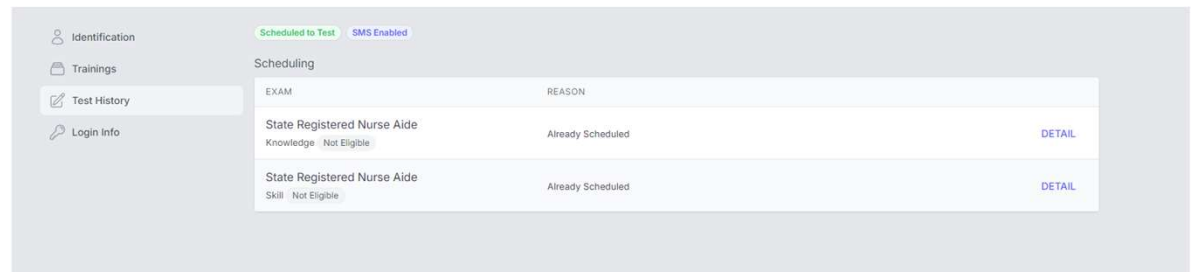 Identification
Trainings
Test History
Login Info
Scheduled to Test SMS Enabled
Scheduling
EXAM REASON
State Registered Nurse Aide
Knowledge Not Eligible
Already Scheduled
DETAIL
State Registered Nurse Aide
Skill Not Eligible
Already Scheduled
DETAIL